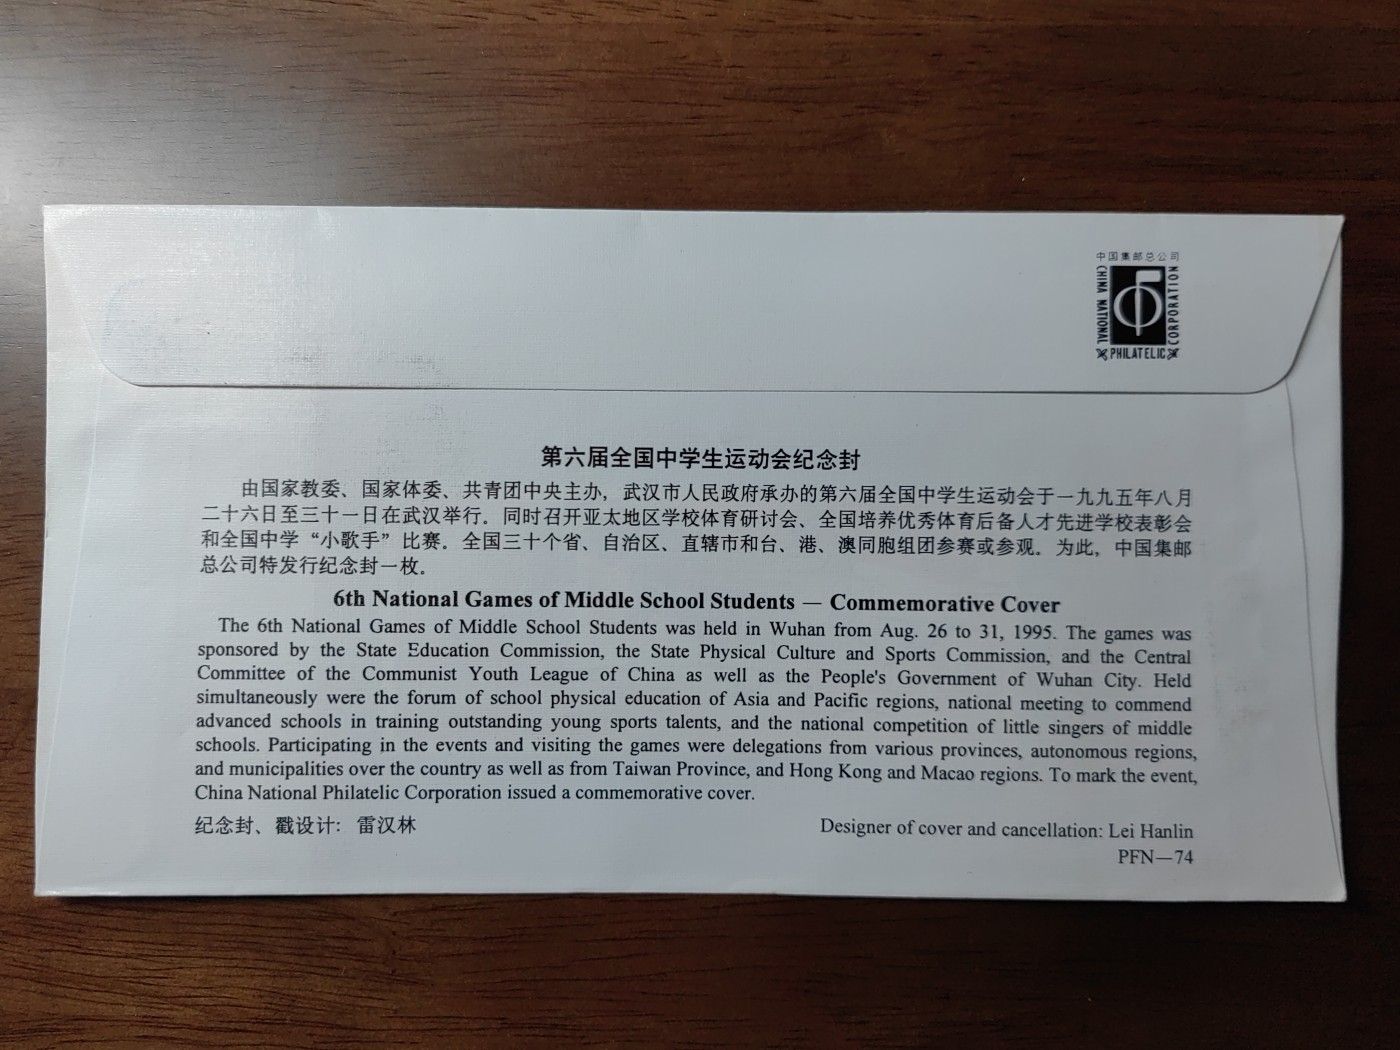 中国集邮总公司
CHINA NATIONAL
PHILATELIC
CORPORATION
第六届全国中学生运动会纪念封
由国家教委、国家体委、共青团中央主办，武汉市人民政府承办的第六届全国中学生运动会于一九九五年八月
二十六日至三十一日在武汉举行。同时召开亚太地区学校体育研讨会、全国培养优秀体育后备人才先进学校表彰会
和全国中学“小歌手”比赛。全国三十个省、自治区、直辖市和台、港、澳同胞组团参赛或参观。为此，中国集邮
总公司特发行纪念封一枚。
6th National Games of Middle School Students — Commemorative Cover
The 6th National Games of Middle School Students was held in Wuhan from Aug. 26 to 31, 1995. The games was
sponsored by the State Education Commission, the State Physical Culture and Sports Commission, and the Central
Committee of the Communist Youth League of China as well as the People's Government of Wuhan City. Held
simultaneously were the forum of school physical education of Asia and Pacific regions, national meeting to commend
advanced schools in training outstanding young sports talents, and the national competition of little singers of middle
schools. Participating in the events and visiting the games were delegations from various provinces, autonomous regions,
and municipalities over the country as well as from Taiwan Province, and Hong Kong and Macao regions. To mark the event,
China National Philatelic Corporation issued a commemorative cover.
纪念封、戳设计：雷汉林
Designer of cover and cancellation: Lei Hanlin
PFN—74